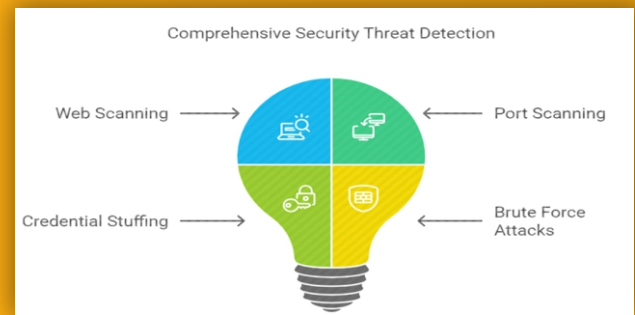 Comprehensive Security Threat Detection
Web Scanning
Port Scanning
Credential Stuffing
Brute Force
Attacks